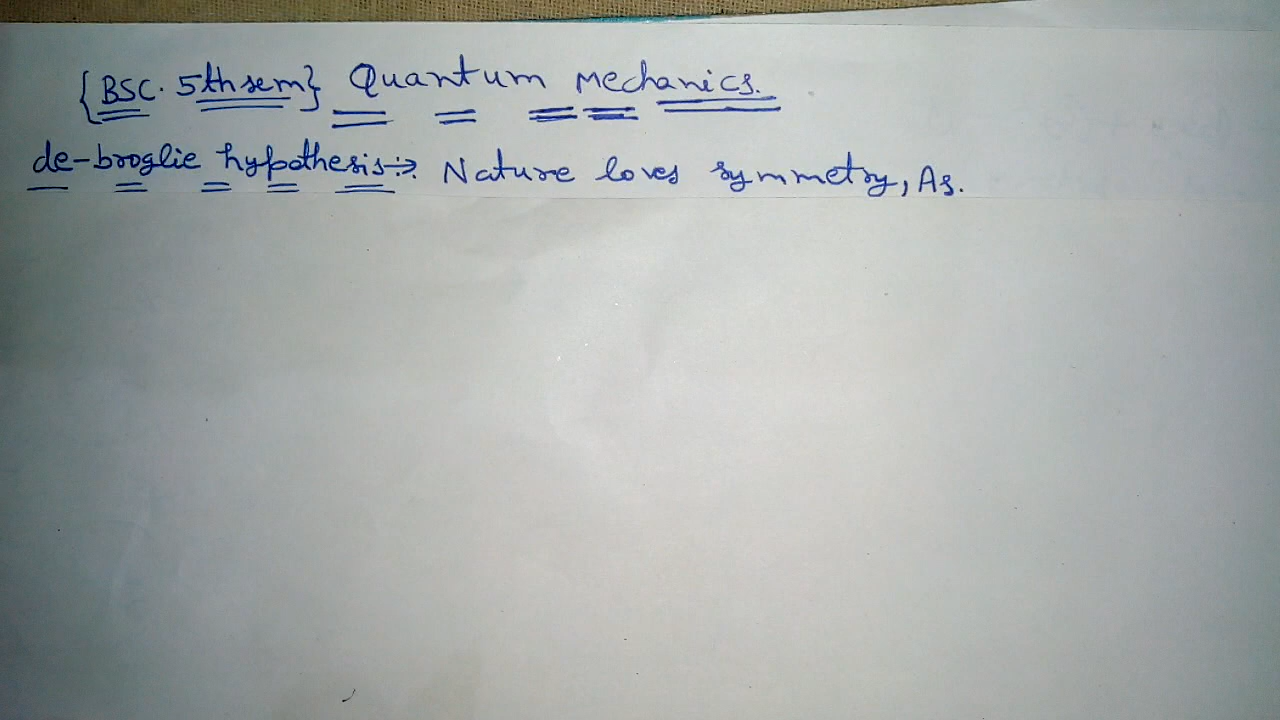 {BSC. 5th sem} Quantum Mechanics.
de-broglie hypothesis:→. Nature loves symmetry, As.